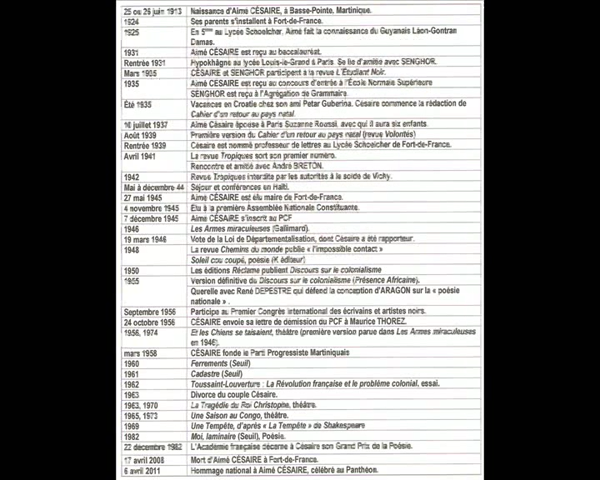 25 ou 26 juin 1913 Naissance d'Aimé CÉSAIRE, à Basse-Pointe, Martinique.
1924 Ses parents s'installent à Fort-de-France.
1925 En 5ème au Lycée Schoelcher, Aimé fait la connaissance du Guyanais Léon-Gontran
Damas.
1931 Aimé CÉSAIRE est reçu au baccalauréat.
Rentrée 1931 Hypokhâgne au lycée Louis-le-Grand à Paris. Se lie d'amitié avec SENGHOR.
Mars 1935 CÉSAIRE et SENGHOR participent à la revue L'Étudiant Noir.
1935 Aimé CÉSAIRE est reçu au concours d'entrée à l'École Normale Supérieure
SENGHOR est reçu à l'Agrégation de Grammaire.
Été 1935 Vacances en Croatie chez son ami Petar Guberina. Césaire commence la rédaction de
Cahier d'un retour au pays natal.
10 juillet 1937 Aimé Césaire épouse à Paris Suzanne Roussi, avec qui il aura six enfants.
Août 1939 Première version du Cahier d'un retour au pays natal (revue Volontés)
Rentrée 1939 Césaire est nommé professeur de lettres au Lycée Schoelcher de Fort-de-France.
Avril 1941 La revue Tropiques sort son premier numéro.
Rencontre et amitié avec André BRETON.
1942 Revue Tropiques interdite par les autorités à la solde de Vichy.
Mai à décembre 44 Séjour et conférences en Haïti.
27 mai 1945 Aimé CÉSAIRE est élu maire de Fort-de-France.
4 novembre 1945 Élu à la première Assemblée Nationale Constituante.
7 décembre 1945 Aimé CÉSAIRE s'inscrit au PCF
1946 Les Armes miraculeuses (Gallimard).
19 mars 1946 Vote de la Loi de Départementalisation, dont Césaire a été rapporteur.
1948 La revue Chemins du monde publie « l'impossible contact »
Soleil cou coupé, poésie (K éditeur)
1950 Les éditions Réclame publient Discours sur le colonialisme
1955 Version définitive du Discours sur le colonialisme (Présence Africaine).
Querelle avec René DEPESTRE qui défend la conception d'ARAGON sur la « poésie
nationale » .
Septembre 1956 Participe au Premier Congrès international des écrivains et artistes noirs.
24 octobre 1956 CÉSAIRE envoie sa lettre de démission du PCF à Maurice THOREZ.
1956, 1974 Et les Chiens se taisaient, théâtre (première version parue dans Les Armes miraculeuses
en 1946).
mars 1958 CÉSAIRE fonde le Parti Progressiste Martiniquais
1960 Ferrements (Seuil)
1961 Cadastre (Seuil)
1962 Toussaint-Louverture : La Révolution française et le problème colonial, essai.
1963 Divorce du couple Césaire.
1963, 1970 La Tragédie du Roi Christophe, théâtre.
1965, 1973 Une Saison au Congo, théâtre.
1969 Une Tempête, d'après « La Tempête » de Shakespeare
1982 Moi, laminaire (Seuil), Poésie.
22 décembre 1982 L'Académie française décerne à Césaire son Grand Prix de la Poésie.
17 avril 2008 Mort d'Aimé CÉSAIRE à Fort-de-France.
6 avril 2011 Hommage national à Aimé CÉSAIRE, célébré au Panthéon.